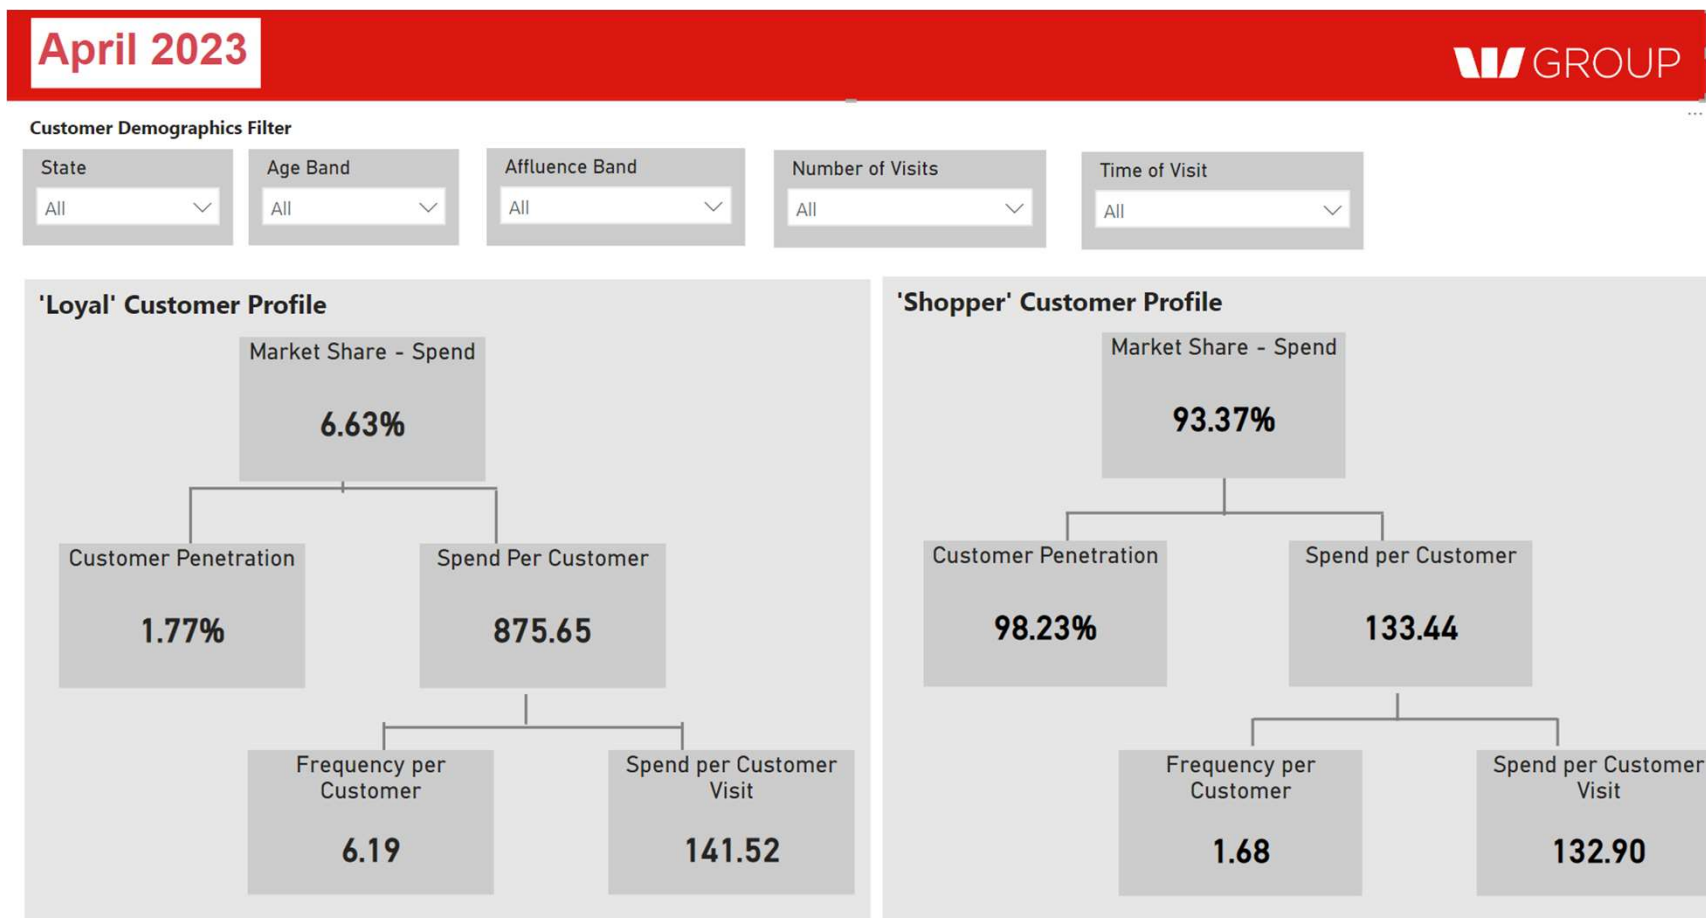 April 2023
GROUP
Customer Demographics Filter
State
All
Age Band
All
Affluence Band
All
Number of Visits
All
Time of Visit
All
'Loyal' Customer Profile
Market Share - Spend
6.63%
Customer Penetration
1.77%
Spend Per Customer
875.65
Frequency per
Customer
6.19
Spend per Customer
Visit
141.52
'Shopper' Customer Profile
Market Share - Spend
93.37%
Customer Penetration
98.23%
Spend per Customer
133.44
Frequency per
Customer
1.68
Spend per Customer
Visit
132.90